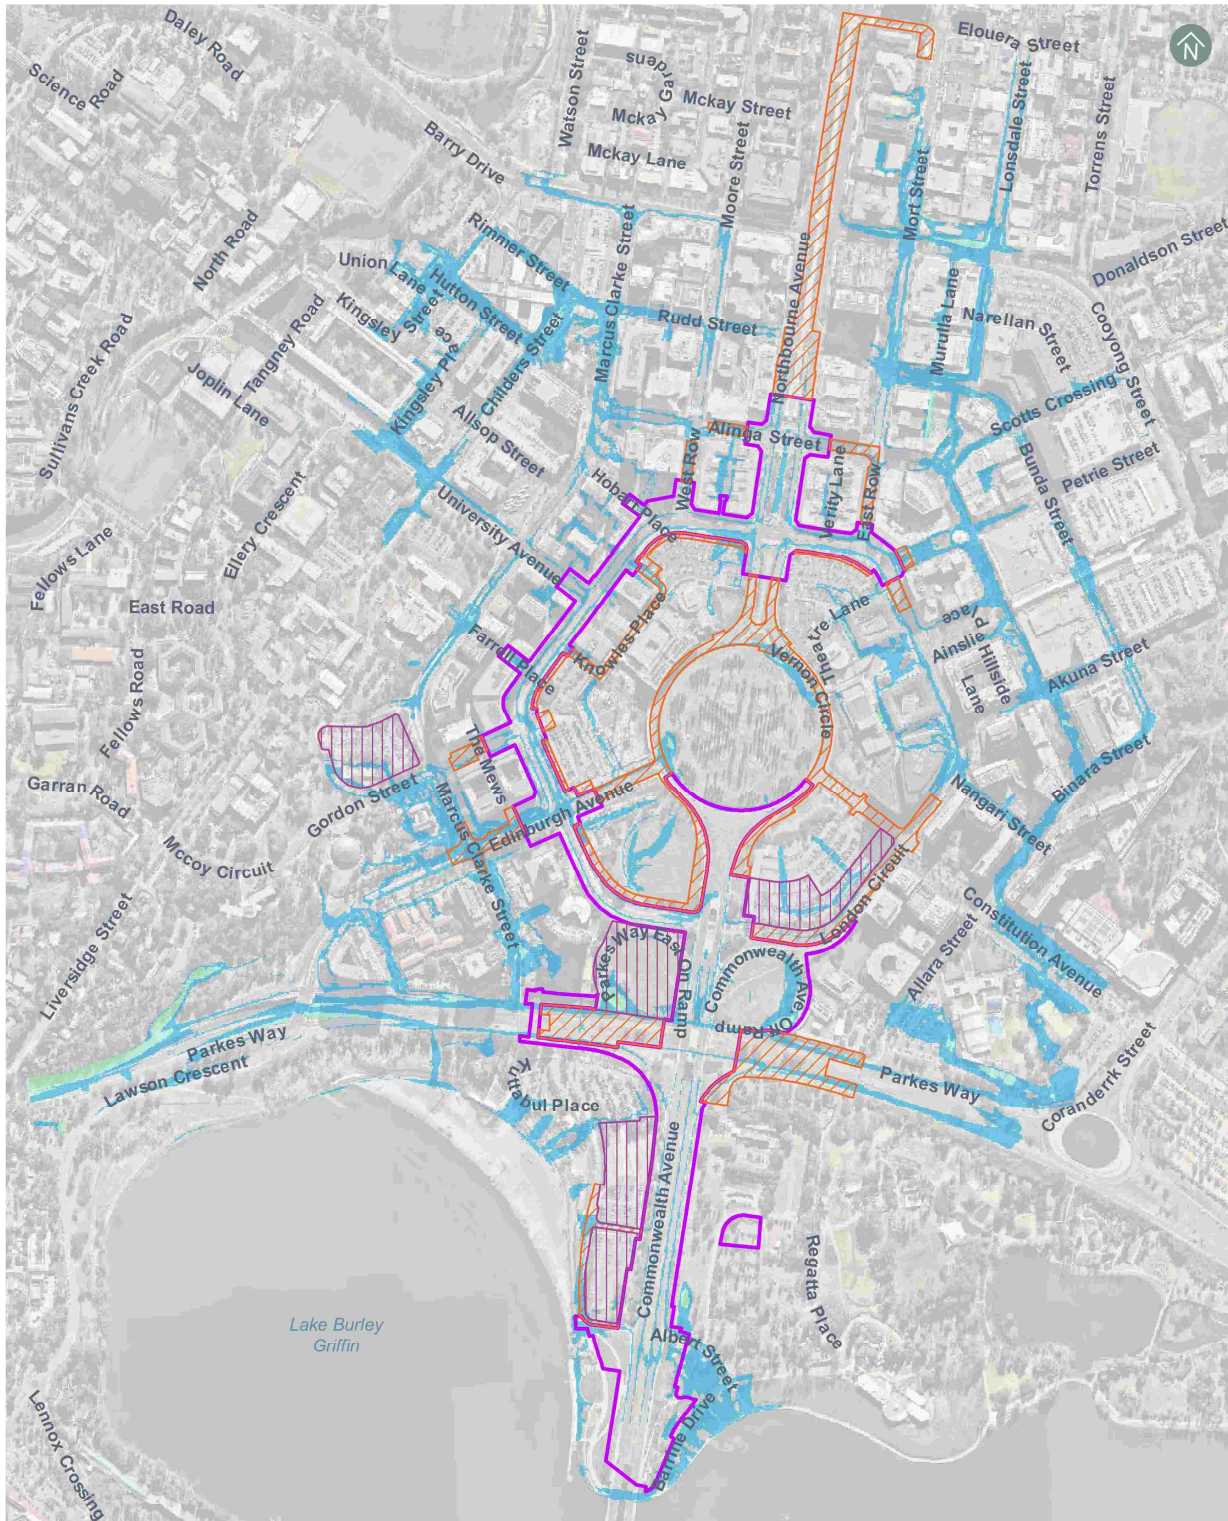 Elouera Street
N
Daley Road
Science Road
Watson Street
Mckay Gardens
Mckay Street
Mckay Lane
Barry Drive
Moore Street
Mort Street
Lonsdale Street
Torrens Street
North Road
Rimmer Street
Marcus Clarke Street
Donaldson Street
Union Lane
Hutton Street
Kingsley Street
Kingsley Place
Childers Street
Rudd Street
Northbourne Avenue
Murulla Lane
Narellan Street
Cooyong Street
Sullivans Creek Road
Tangney Road
Joplin Lane
Allsop Street
Alinga Street
Scotts Crossing
Petrie Street
Bunda Street
West Row
Verity Lane
East Row
Hobart Place
University Avenue
Ellery Crescent
Fellows Lane
East Road
Farrell Place
Knowles Place
Theatre Lane
Vernon Circle
Ainslie Place
Hillside
Lane
Akuna Street
Fellows Road
The Mews
Binara Street
Nangari Street
Garran Road
Gordon Street
Marcus Clarke Street
Edinburgh Avenue
Mccoy Circuit
London Circuit
Constitution Avenue
Allara Street
Liversidge Street
Parkes Way East
On Ramp
Commonwealth Ave. Off Ramp
Parkes Way
Lawson Crescent
Kuttabul Place
Parkes Way
Coranderrk Street
Commonwealth Avenue
Regatta Place
Lake Burley
Griffin
Albert Street
Barrine Drive
Lennox Crossing